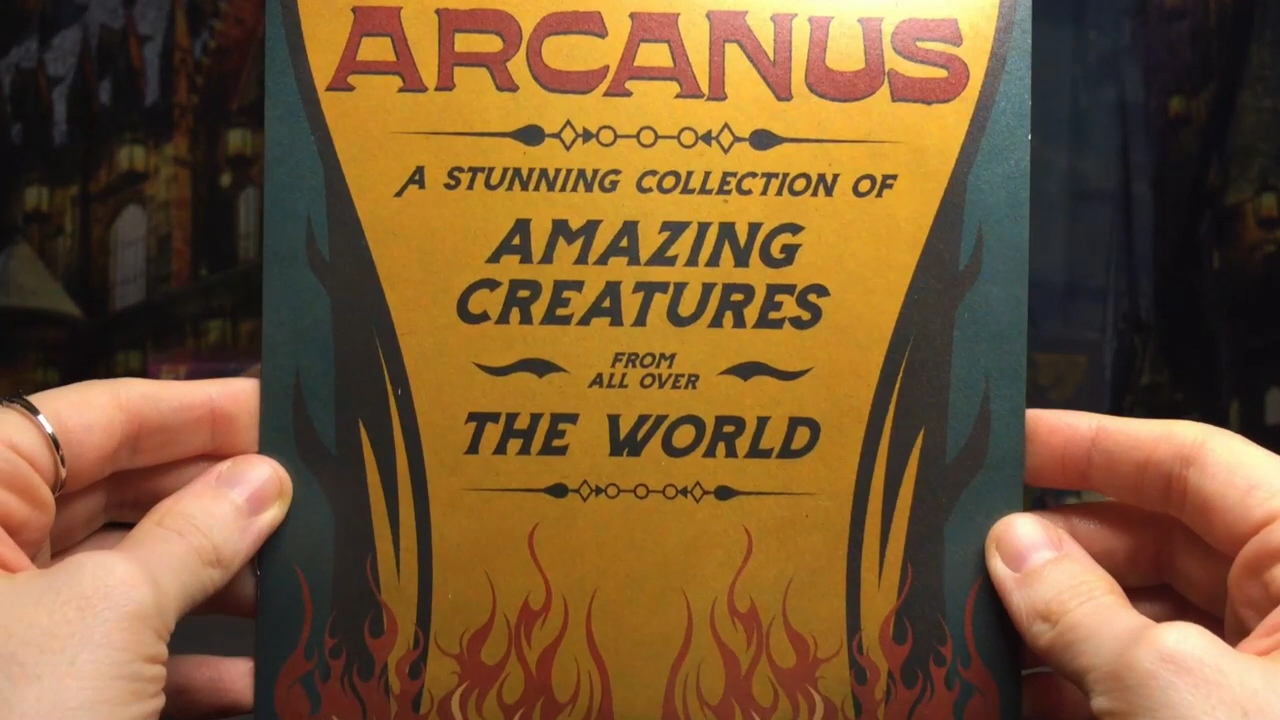 ARCANUS
A STUNNING COLLECTION OF
AMAZING
CREATURES
FROM
ALL OVER
THE WORLD